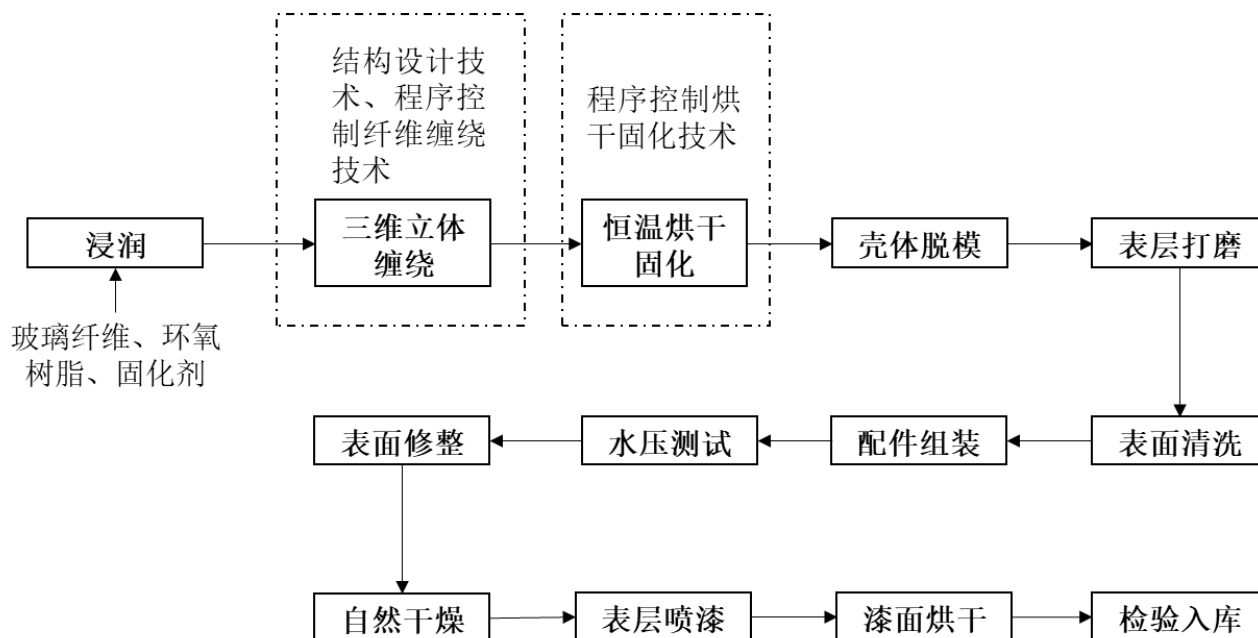 结构设计技
术、程序控
制纤维缠绕
技术
程序控制烘
干固化技术
浸润
三维立体
缠绕
恒温烘干
固化
壳体脱模
表层打磨
玻璃纤维、环氧
树脂、固化剂
表面修整
水压测试
配件组装
表面清洗
自然干燥
表层喷漆
漆面烘干
检验入库